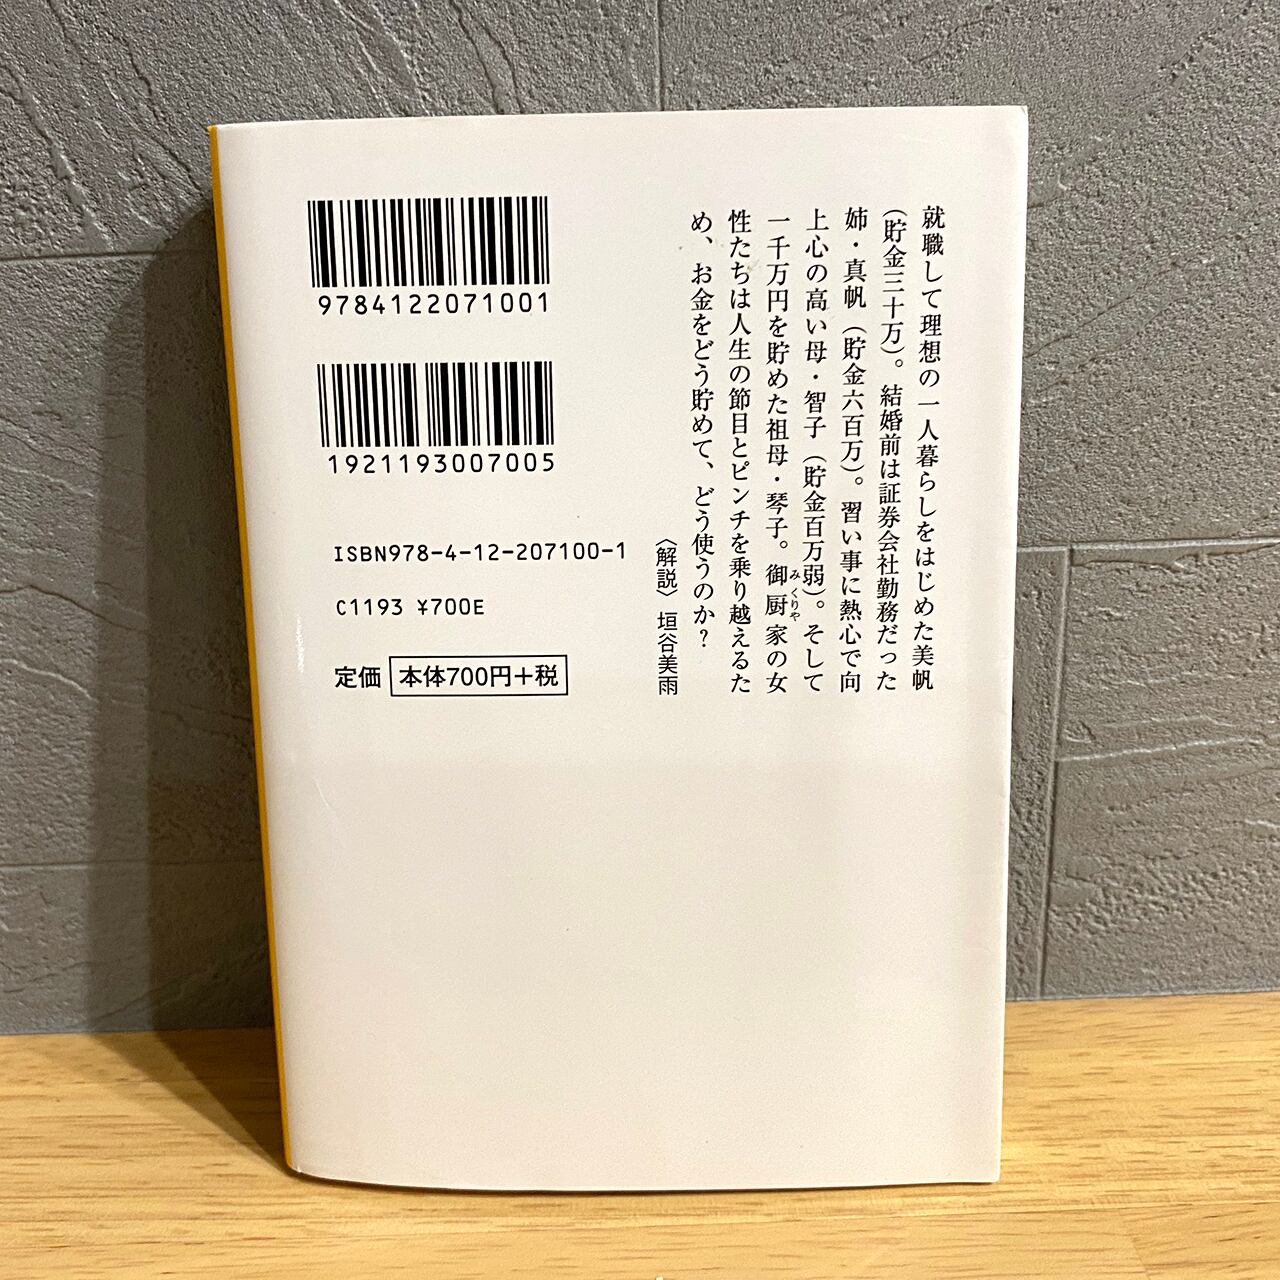 就職して理想の一人暮らしをはじめた美帆
(貯金三十万)。結婚前は証券会社勤務だった
姉・真帆(貯金六百万)。習い事に熱心で向
上心の高い母・智子(貯金百万弱)。そして
一千万円を貯めた祖母・琴子。御厨家の女
みくりや
性たちは人生の節目とピンチを乗り越えるた
め、お金をどう貯めて、どう使うのか?
〈解説〉垣谷美雨
9784122071001
1921193007005
ISBN978-4-12-207100-1
C1193 ¥700E
定価 本体700円+税